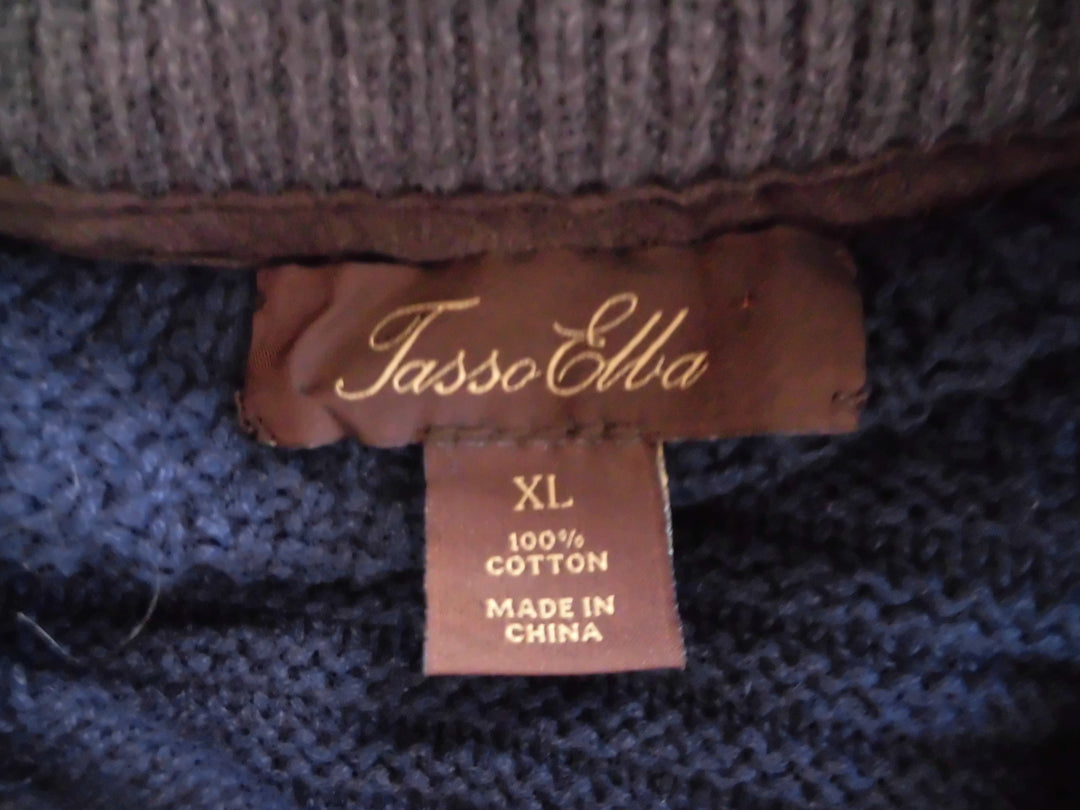 Tasso Elba
XL
100%
COTTON
MADE IN
CHINA